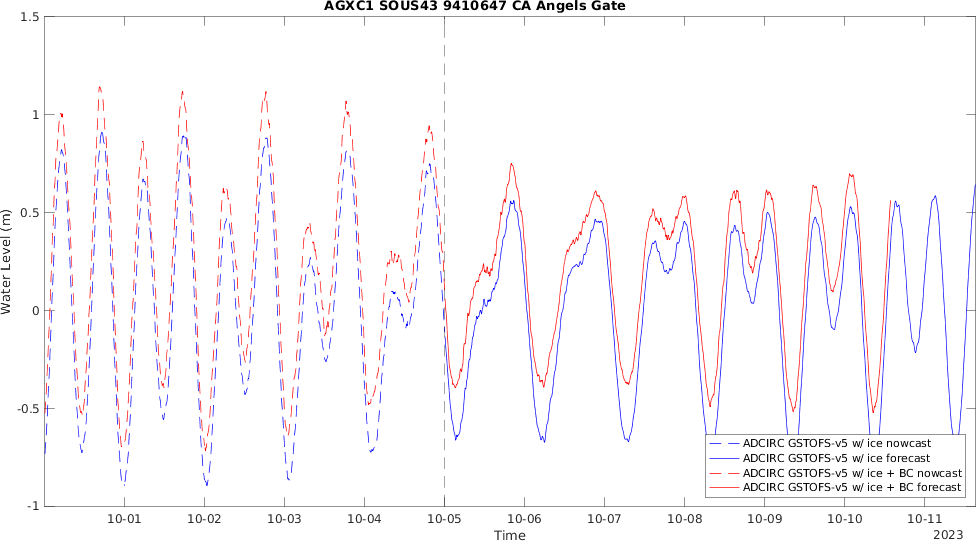 AGXC1 SOUS43 9410647 CA Angels Gate
1.5
1
0.5
0
-0.5
-1
Water Level (m)
ADCIRC GSTOFS-v5 w/ ice nowcast
ADCIRC GSTOFS-v5 w/ ice forecast
ADCIRC GSTOFS-v5 w/ ice + BC nowcast
ADCIRC GSTOFS-v5 w/ ice + BC forecast
10-01 10-02 10-03 10-04 10-05 10-06 10-07 10-08 10-09 10-10 10-11
Time
2023